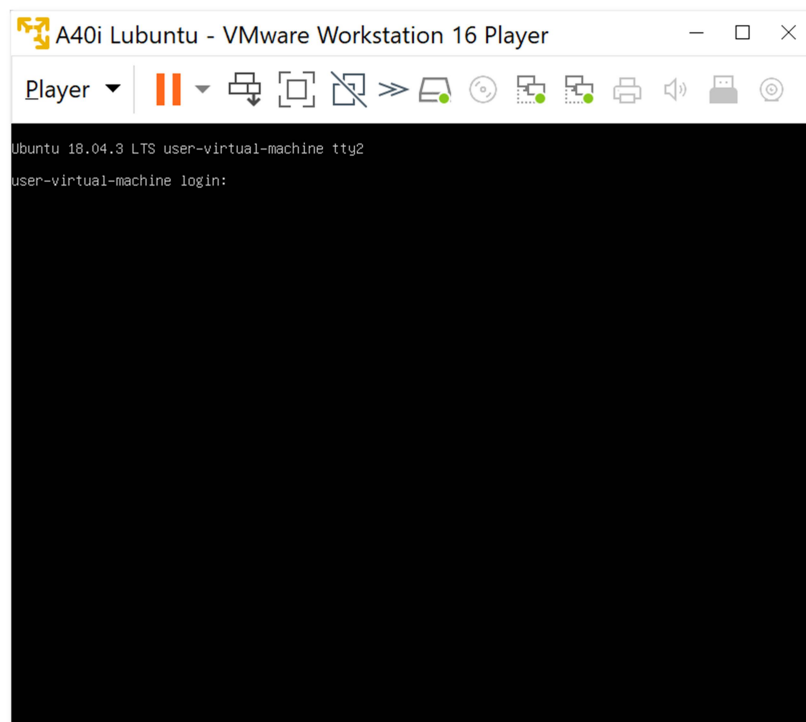 A40i Lubuntu - VMware Workstation 16 Player
Player
Ubuntu 18.04.3 LTS user-virtual-machine tty2
user-virtual-machine login: